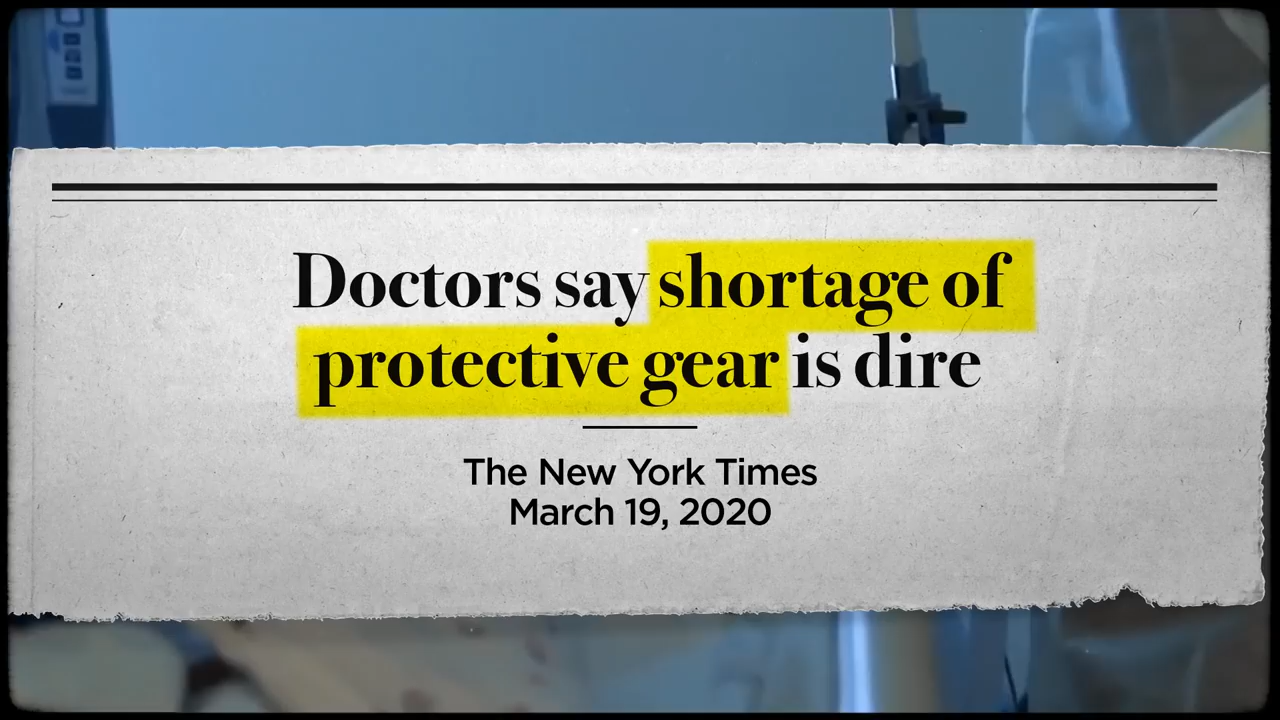 Doctors say shortage of
protective gear is dire
The New York Times
March 19, 2020